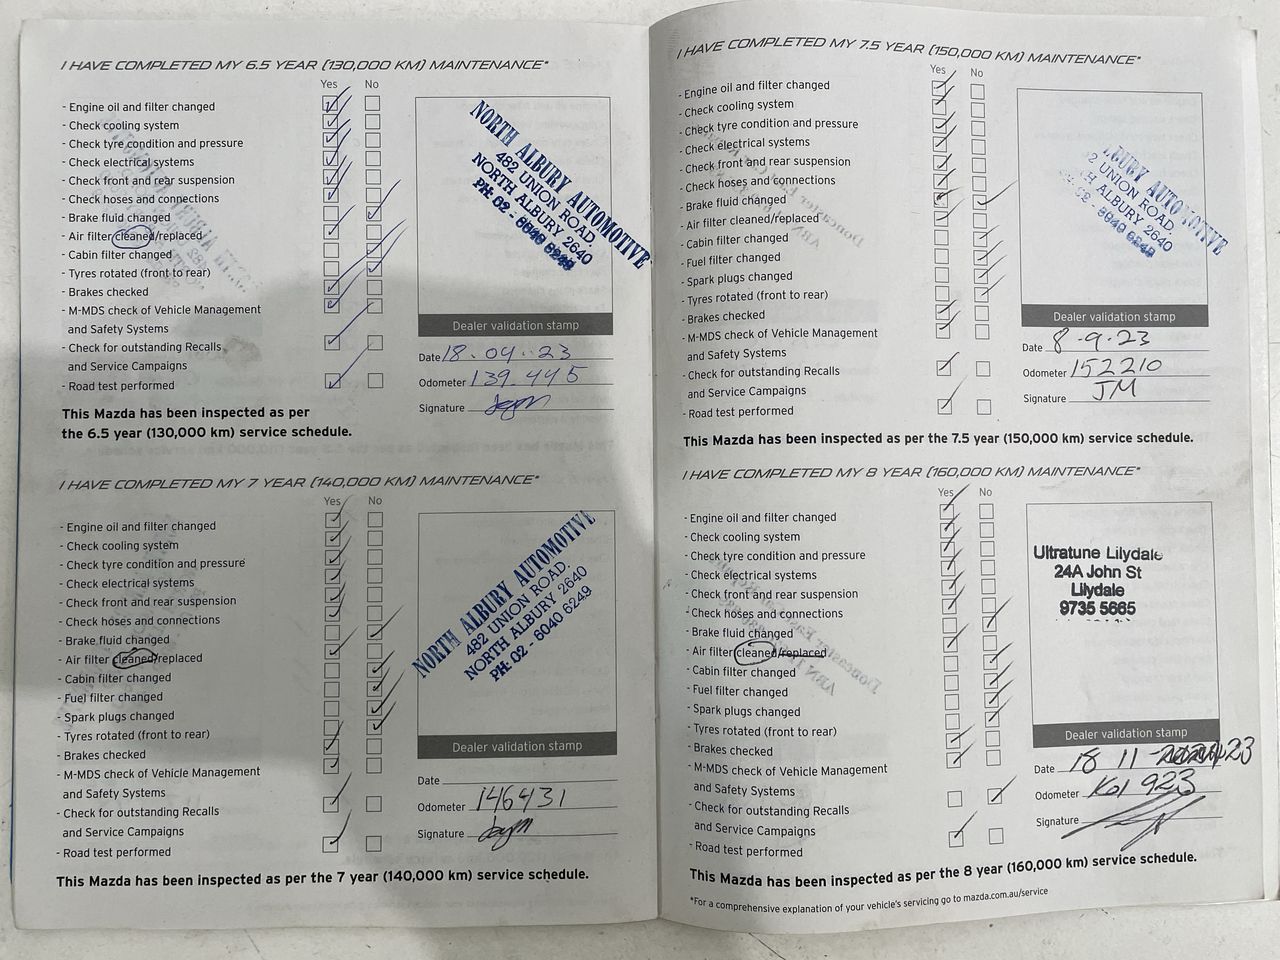 I HAVE COMPLETED MY 6.5 YEAR (130,000 KM) MAINTENANCE*
Yes No
- Engine oil and filter changed
- Check cooling system
- Check tyre condition and pressure
- Check electrical systems
- Check front and rear suspension
- Check hoses and connections
- Brake fluid changed
- Air filter cleaned/replaced
- Cabin filter changed
- Tyres rotated (front to rear)
- Brakes checked
- M-MDS check of Vehicle Management
and Safety Systems
- Check for outstanding Recalls
and Service Campaigns
- Road test performed
NORTH ALBURY AUTOMOTIVE
482 UNION ROAD.
NORTH ALBURY 2640
PH: 02 - 6040 6249
Dealer validation stamp
Date 18.04.23
Odometer 139.445
Signature
This Mazda has been inspected as per
the 6.5 year (130,000 km) service schedule.
I HAVE COMPLETED MY 7 YEAR (140,000 KM) MAINTENANCE*
Yes No
- Engine oil and filter changed
- Check cooling system
- Check tyre condition and pressure
- Check electrical systems
- Check front and rear suspension
- Check hoses and connections
- Brake fluid changed
- Air filter cleaned/replaced
- Cabin filter changed
- Fuel filter changed
- Spark plugs changed
- Tyres rotated (front to rear)
- Brakes checked
- M-MDS check of Vehicle Management
and Safety Systems
- Check for outstanding Recalls
and Service Campaigns
- Road test performed
NORTH ALBURY AUTOMOTIVE
482 UNION ROAD.
NORTH ALBURY 2640
PH: 02 - 6040 6249
Dealer validation stamp
Date
Odometer 146431
Signature
This Mazda has been inspected as per the 7 year (140,000 km) service schedule.
I HAVE COMPLETED MY 7.5 YEAR (150,000 KM) MAINTENANCE*
Yes No
- Engine oil and filter changed
- Check cooling system
- Check tyre condition and pressure
- Check electrical systems
- Check front and rear suspension
- Check hoses and connections
- Brake fluid changed
- Air filter cleaned/replaced
- Cabin filter changed
- Fuel filter changed
- Spark plugs changed
- Tyres rotated (front to rear)
- Brakes checked
- M-MDS check of Vehicle Management
and Safety Systems
- Check for outstanding Recalls
and Service Campaigns
- Road test performed
BURY AUTOMOTIVE
2 UNION ROAD.
H ALBURY 2640
02 - 6040 6249
Dealer validation stamp
Date 8.9.23
Odometer 152210
Signature JM
This Mazda has been inspected as per the 7.5 year (150,000 km) service schedule.
I HAVE COMPLETED MY 8 YEAR (160,000 KM) MAINTENANCE*
Yes No
- Engine oil and filter changed
- Check cooling system
- Check tyre condition and pressure
- Check electrical systems
- Check front and rear suspension
- Check hoses and connections
- Brake fluid changed
- Air filter cleaned/replaced
- Cabin filter changed
- Fuel filter changed
- Spark plugs changed
- Tyres rotated (front to rear)
- Brakes checked
- M-MDS check of Vehicle Management
and Safety Systems
- Check for outstanding Recalls
and Service Campaigns
- Road test performed
Ultratune Lilydale
24A John St
Lilydale
9735 5665
Dealer validation stamp
Date 18 11 23
Odometer 923
Signature
This Mazda has been inspected as per the 8 year (160,000 km) service schedule.
*For a comprehensive explanation of your vehicle's servicing go to mazda.com.au/service